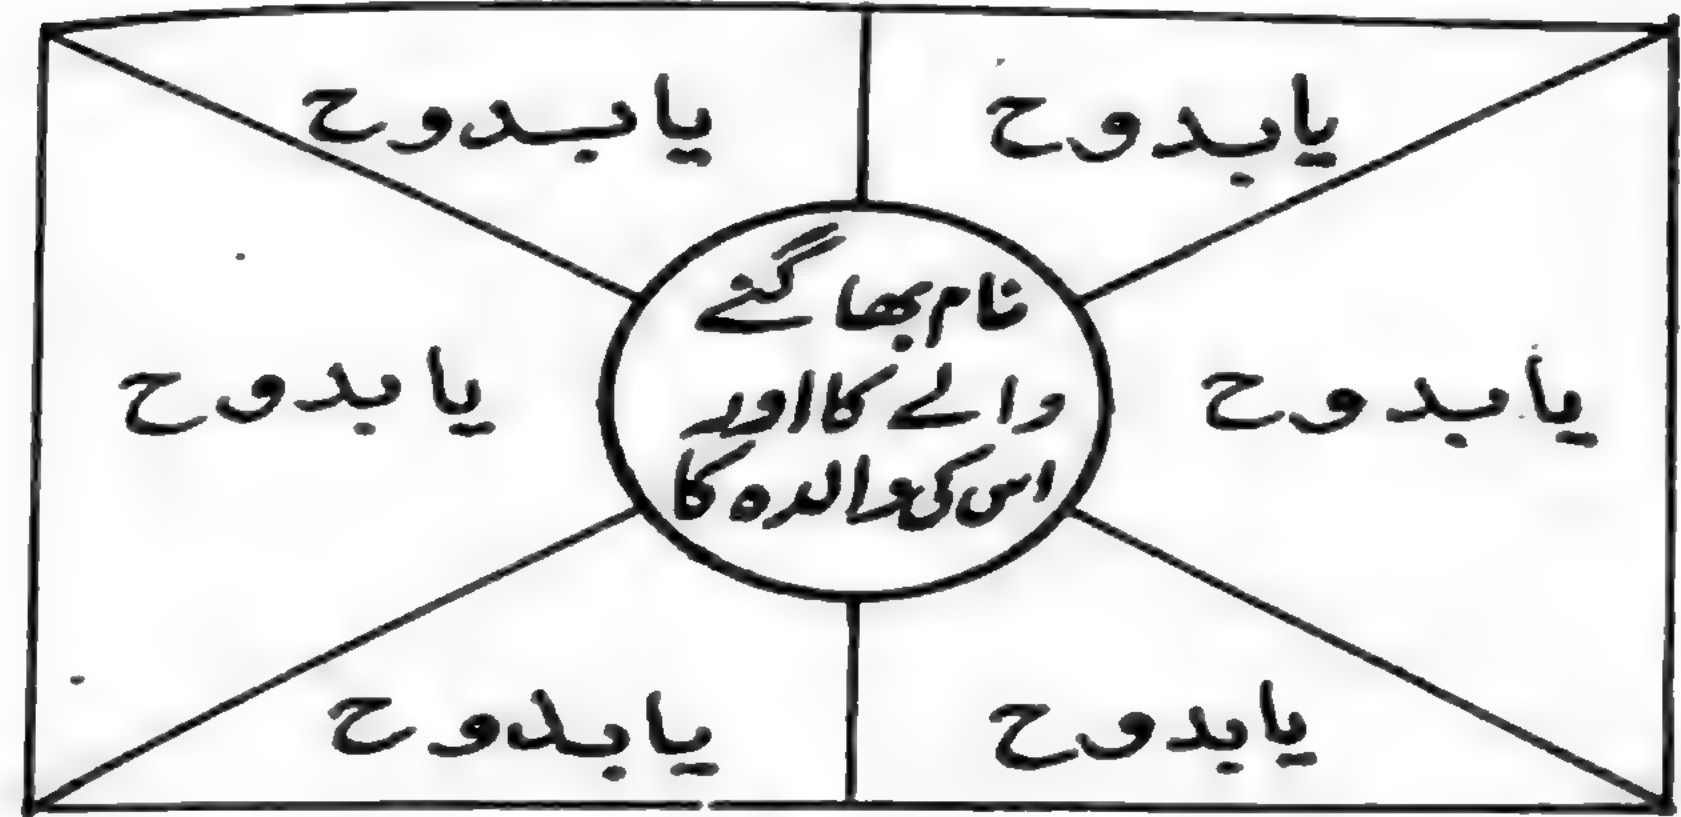 یابدوح
یابدوح
نام بھاگنے
والے کا اور
اس کی والدہ کا
یابدوح
یابدوح
یابدوح
یابدوح